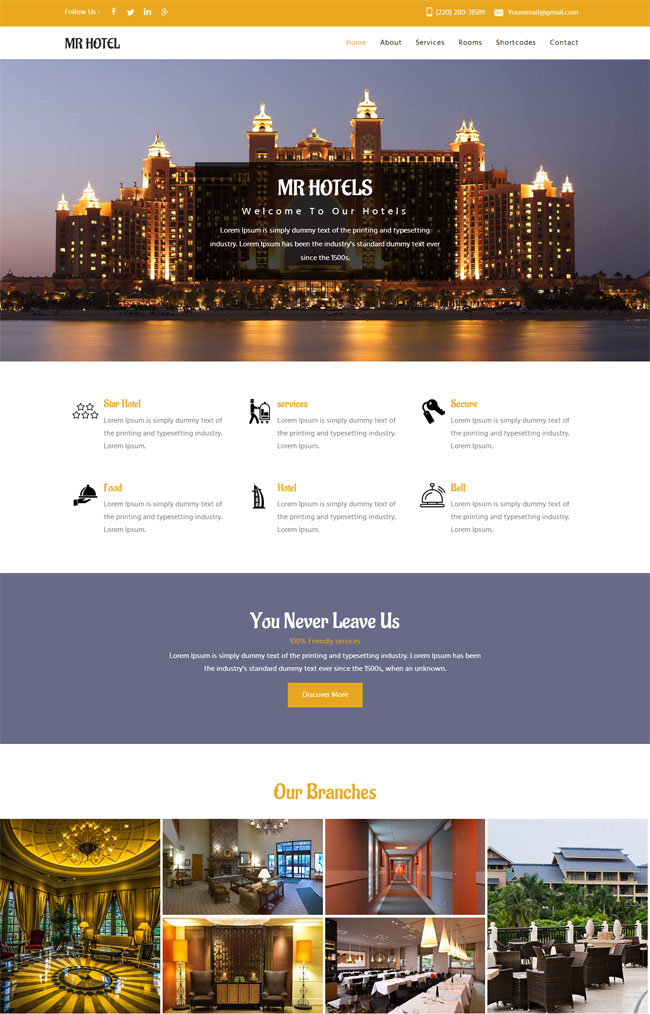 Follow Us :
(220) 280-31589 Youremail@gmail.com
MR HOTEL
Home About Services Rooms Shortcodes Contact
MR HOTELS
Welcome To Our Hotels
Lorem Ipsum is simply dummy text of the printing and typesetting
industry. Lorem Ipsum has been the industry's standard dummy text ever
since the 1500s.
Star Hotel
Lorem Ipsum is simply dummy text of
the printing and typesetting industry.
Lorem Ipsum.
services
Lorem Ipsum is simply dummy text of
the printing and typesetting industry.
Lorem Ipsum.
Secure
Lorem Ipsum is simply dummy text of
the printing and typesetting industry.
Lorem Ipsum.
Food
Lorem Ipsum is simply dummy text of
the printing and typesetting industry.
Lorem Ipsum.
Hotel
Lorem Ipsum is simply dummy text of
the printing and typesetting industry.
Lorem Ipsum.
Bell
Lorem Ipsum is simply dummy text of
the printing and typesetting industry.
Lorem Ipsum.
You Never Leave Us
100% Friendly services
Lorem Ipsum is simply dummy text of the printing and typesetting industry. Lorem Ipsum has been
the industry's standard dummy text ever since the 1500s, when an unknown.
Discover More
Our Branches